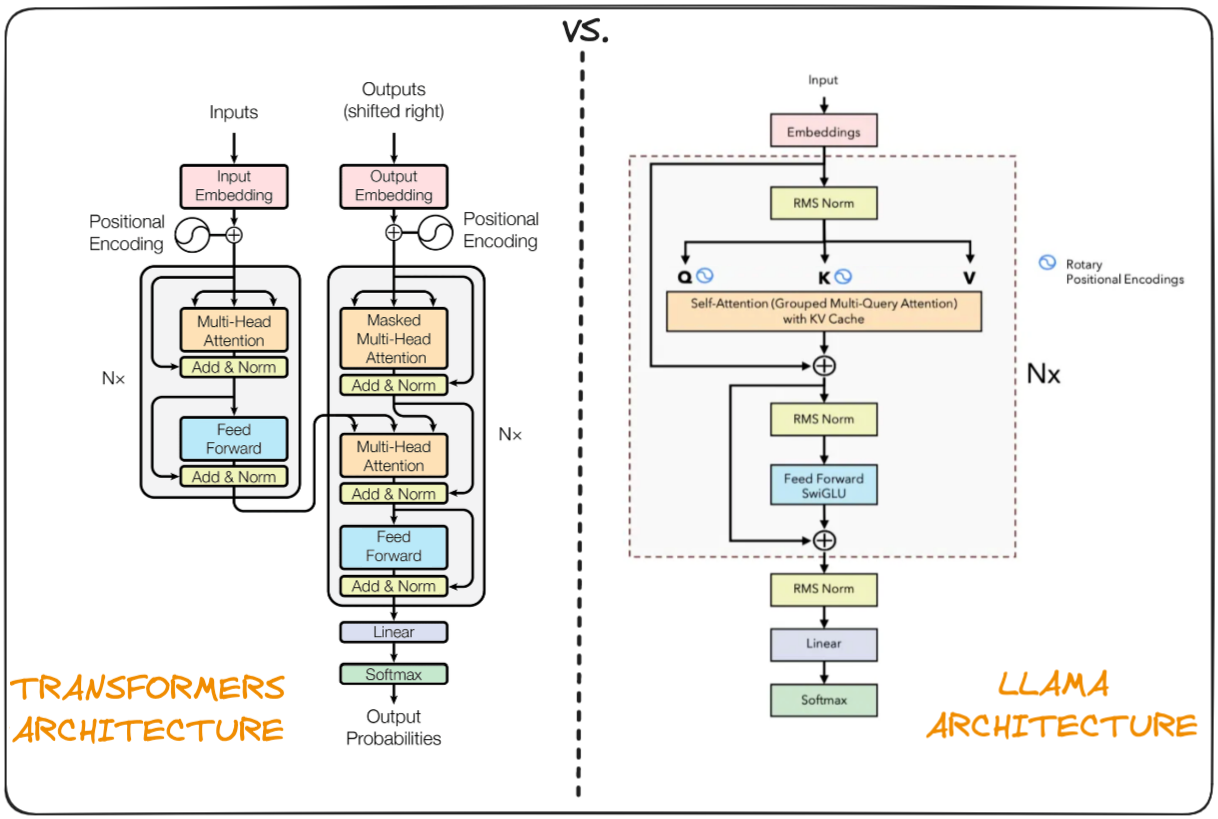 VS.
Inputs
Outputs
(shifted right)
Input
Embedding
Output
Embedding
Positional
Encoding
Positional
Encoding
Multi-Head
Attention
Add & Norm
Feed
Forward
Add & Norm
N×
Masked
Multi-Head
Attention
Add & Norm
Multi-Head
Attention
Add & Norm
Feed
Forward
Add & Norm
N×
Linear
Softmax
Output
Probabilities
TRANSFORMERS
ARCHITECTURE
Input
Embeddings
RMS Norm
Q K V
Rotary
Positional Encodings
Self-Attention (Grouped Multi-Query Attention)
with KV Cache
Nx
RMS Norm
Feed Forward
SwiGLU
RMS Norm
Linear
Softmax
LLAMA
ARCHITECTURE